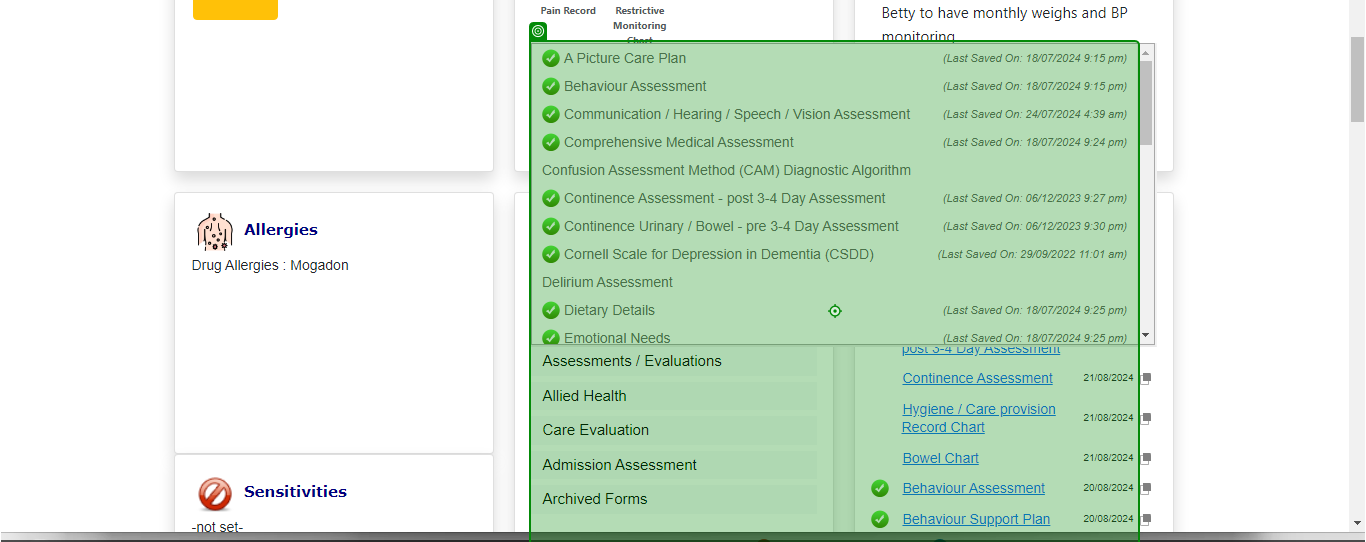 Pain Record
Restrictive
Monitoring
Chart
Betty to have monthly weighs and BP
monitoring
A Picture Care Plan (Last Saved On: 18/07/2024 9:15 pm)
Behaviour Assessment (Last Saved On: 18/07/2024 9:15 pm)
Communication / Hearing / Speech / Vision Assessment (Last Saved On: 24/07/2024 4:39 am)
Comprehensive Medical Assessment (Last Saved On: 18/07/2024 9:24 pm)
Confusion Assessment Method (CAM) Diagnostic Algorithm
Continence Assessment - post 3-4 Day Assessment (Last Saved On: 06/12/2023 9:27 pm)
Continence Urinary / Bowel - pre 3-4 Day Assessment (Last Saved On: 06/12/2023 9:30 pm)
Cornell Scale for Depression in Dementia (CSDD) (Last Saved On: 29/09/2022 11:01 am)
Delirium Assessment
Dietary Details (Last Saved On: 18/07/2024 9:25 pm)
Emotional Needs (Last Saved On: 18/07/2024 9:25 pm)
Allergies
Drug Allergies : Mogadon
Sensitivities
-not set-
Assessments / Evaluations
Allied Health
Care Evaluation
Admission Assessment
Archived Forms
post 3-4 Day Assessment
Continence Assessment 21/08/2024
Hygiene / Care provision
Record Chart 21/08/2024
Bowel Chart 21/08/2024
Behaviour Assessment 20/08/2024
Behaviour Support Plan 20/08/2024